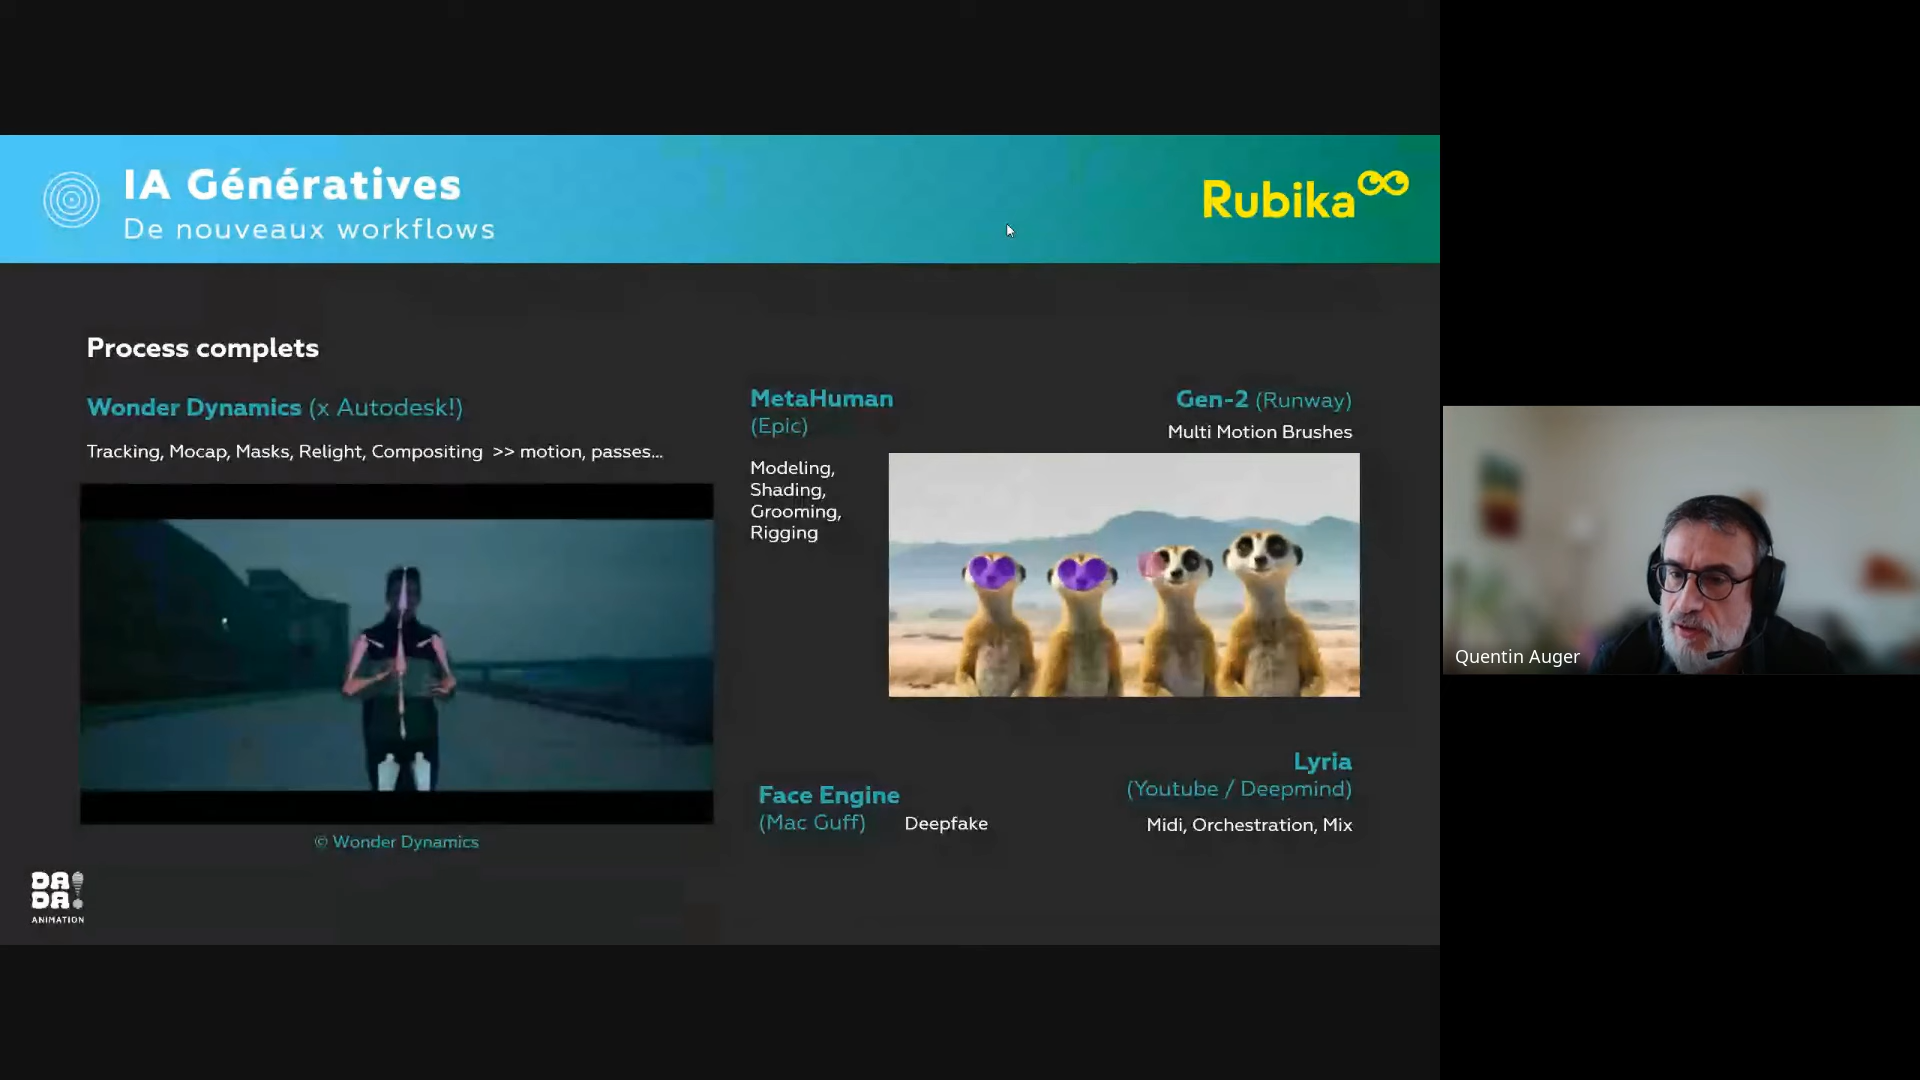 IA Génératives
De nouveaux workflows
Rubika
Process complets
Wonder Dynamics (x Autodesk!)
Tracking, Mocap, Masks, Relight, Compositing >> motion, passes...
© Wonder Dynamics
MetaHuman
(Epic)
Modeling,
Shading,
Grooming,
Rigging
Gen-2 (Runway)
Multi Motion Brushes
Face Engine
(Mac Guff) Deepfake
Lyria
(Youtube / Deepmind)
Midi, Orchestration, Mix
DA
DA!
ANIMATION
Quentin Auger